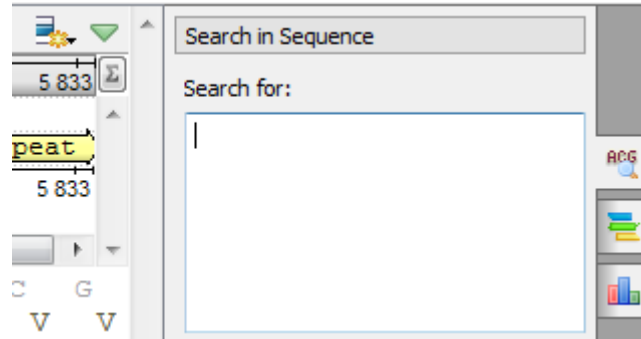 Search in Sequence
5 833
Σ
Search for:
peat
ACG
5 833
C G
V V